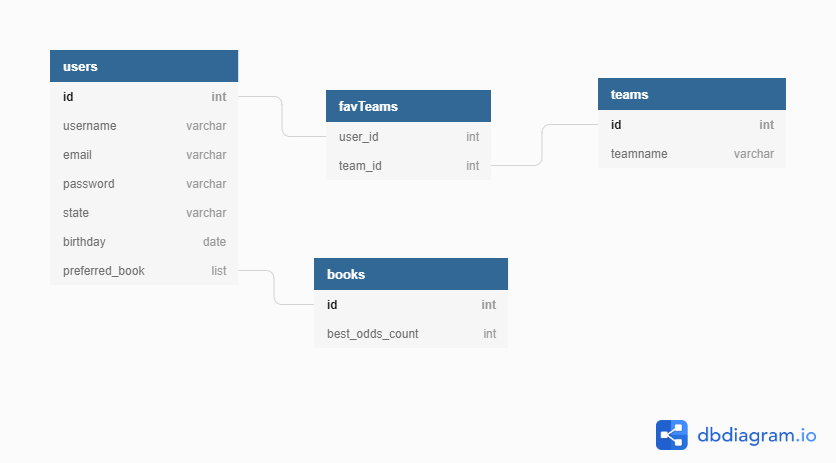 users
id int
username varchar
email varchar
password varchar
state varchar
birthday date
preferred_book list
favTeams
user_id int
team_id int
teams
id int
teamname varchar
books
id int
best_odds_count int
dbdiagram.io